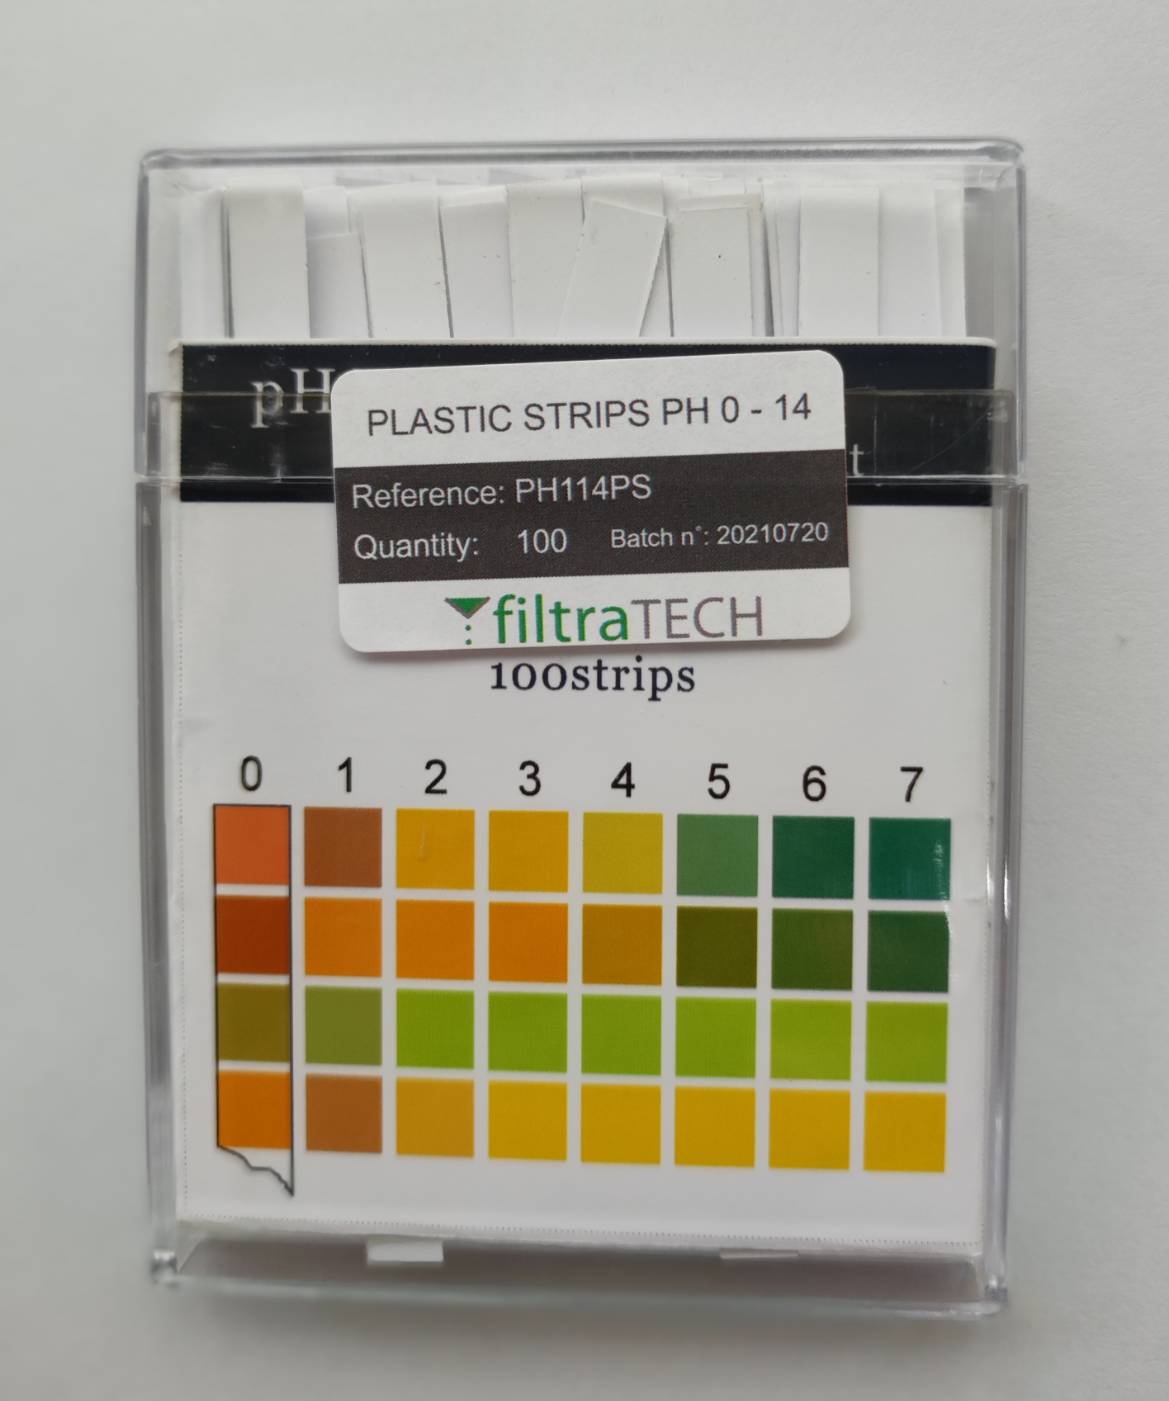 pH
PLASTIC STRIPS PH 0 - 14
t
Reference: PH114PS
Quantity: 100 Batch n°: 20210720
filtraTECH
100strips
0 1 2 3 4 5 6 7